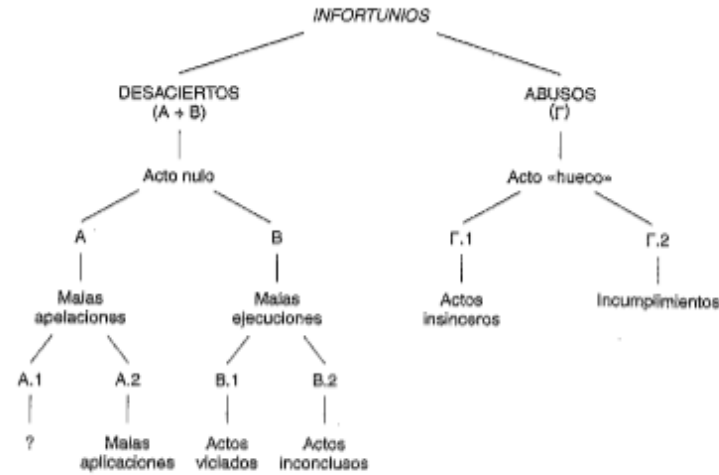 INFORTUNIOS
DESACIERTOS
(A + B)
ABUSOS
(Γ)
Acto nulo
Acto «hueco»
A
B
Γ.1
Γ.2
Malas
apelaciones
Malas
ejecuciones
Actos
insinceros
Incumplimientos
A.1
A.2
B.1
B.2
?
Malas
aplicaciones
Actos
viciados
Actos
inconclusos